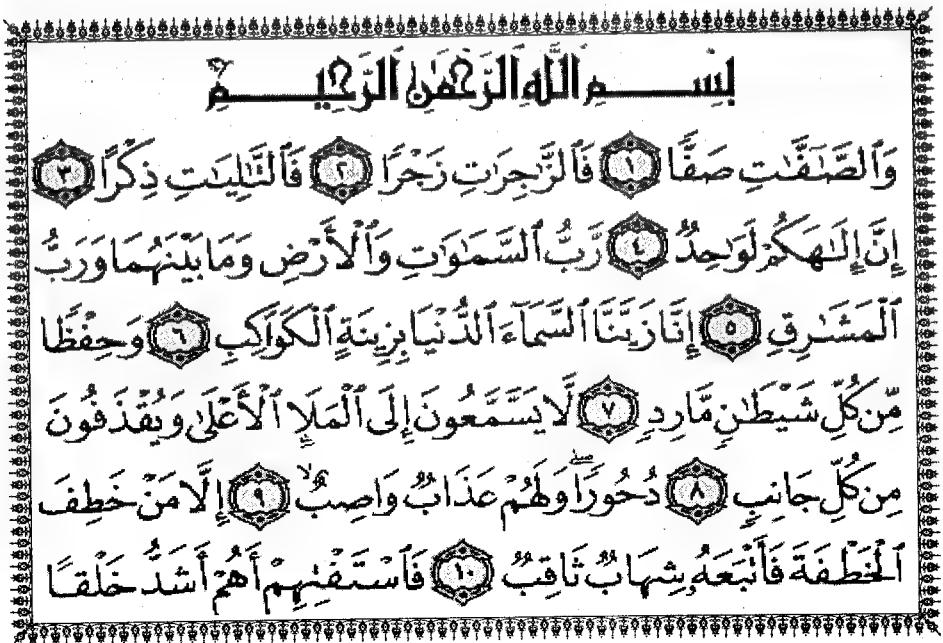 بِسْمِ ٱللَّهِ ٱلرَّحْمَٰنِ ٱلرَّحِيمِ
وَٱلصَّٰٓفَّٰتِ صَفًّا ١ فَٱلزَّٰجِرَٰتِ زَجْرًا ٢ فَٱلتَّٰلِيَٰتِ ذِكْرًا ٣
إِنَّ إِلَٰهَكُمْ لَوَٰحِدٌ ٤ رَّبُّ ٱلسَّمَٰوَٰتِ وَٱلْأَرْضِ وَمَا بَيْنَهُمَا وَرَبُّ
ٱلْمَشَٰرِقِ ٥ إِنَّا زَيَّنَّا ٱلسَّمَآءَ ٱلدُّنْيَا بِزِينَةٍ ٱلْكَوَاكِبِ ٦ وَحِفْظًا
مِّن كُلِّ شَيْطَٰنٍ مَّارِدٍ ٧ لَّا يَسَّمَّعُونَ إِلَى ٱلْمَلَإِ ٱلْأَعْلَىٰ وَيُقْذَفُونَ
مِن كُلِّ جَانِبٍ ٨ دُحُورًا ۖ وَلَهُمْ عَذَابٌ وَاصِبٌ ٩ إِلَّا مَنْ خَطِفَ
ٱلْخَطْفَةَ فَأَتْبَعَهُۥ شِهَابٌ ثَاقِبٌ ١٠ فَٱسْتَفْتِهِمْ أَهُمْ أَشَدُّ خَلْقًا